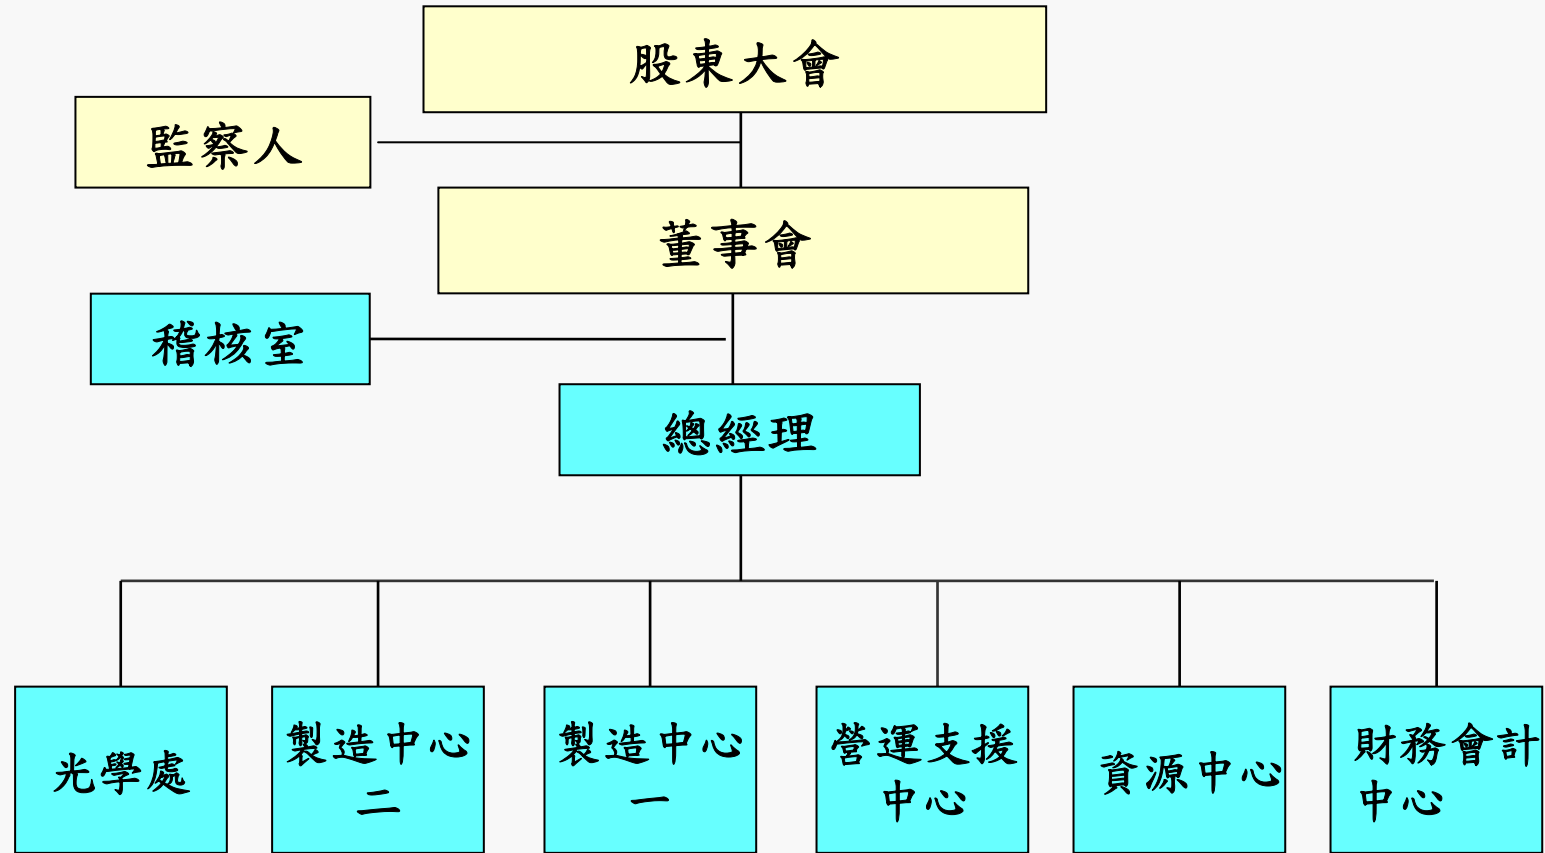 股東大會
監察人
董事會
稽核室
總經理
光學處
製造中心
二
製造中心
一
營運支援
中心
資源中心
財務會計
中心